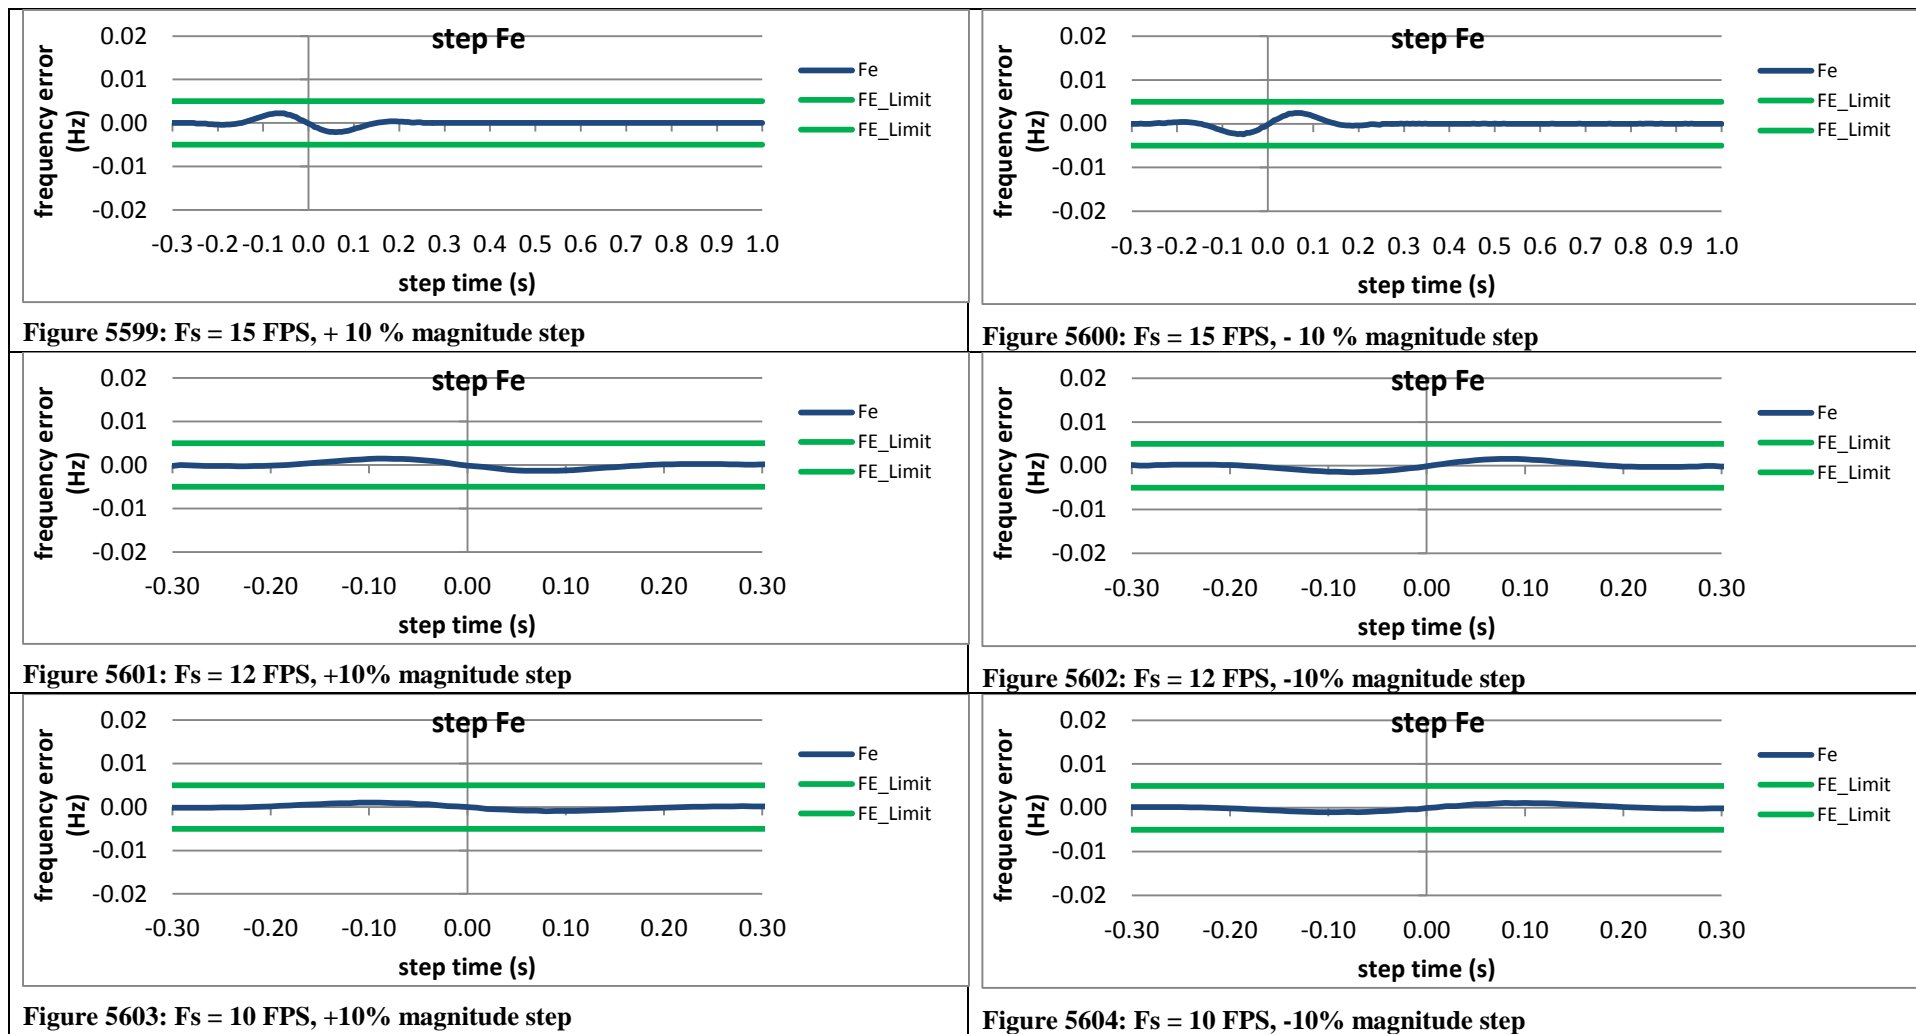 step Fe
0.02
0.01
0.00
-0.01
-0.02
frequency error
(Hz)
-0.3 -0.2 -0.1 0.0 0.1 0.2 0.3 0.4 0.5 0.6 0.7 0.8 0.9 1.0
step time (s)
Fe
FE_Limit
FE_Limit
Figure 5599: Fs = 15 FPS, + 10 % magnitude step
step Fe
0.02
0.01
0.00
-0.01
-0.02
frequency error
(Hz)
-0.3 -0.2 -0.1 0.0 0.1 0.2 0.3 0.4 0.5 0.6 0.7 0.8 0.9 1.0
step time (s)
Fe
FE_Limit
FE_Limit
Figure 5600: Fs = 15 FPS, - 10 % magnitude step
step Fe
0.02
0.01
0.00
-0.01
-0.02
frequency error
(Hz)
-0.30 -0.20 -0.10 0.00 0.10 0.20 0.30
step time (s)
Fe
FE_Limit
FE_Limit
Figure 5601: Fs = 12 FPS, +10% magnitude step
step Fe
0.02
0.01
0.00
-0.01
-0.02
frequency error
(Hz)
-0.30 -0.20 -0.10 0.00 0.10 0.20 0.30
step time (s)
Fe
FE_Limit
FE_Limit
Figure 5602: Fs = 12 FPS, -10% magnitude step
step Fe
0.02
0.01
0.00
-0.01
-0.02
frequency error
(Hz)
-0.30 -0.20 -0.10 0.00 0.10 0.20 0.30
step time (s)
Fe
FE_Limit
FE_Limit
Figure 5603: Fs = 10 FPS, +10% magnitude step
step Fe
0.02
0.01
0.00
-0.01
-0.02
frequency error
(Hz)
-0.30 -0.20 -0.10 0.00 0.10 0.20 0.30
step time (s)
Fe
FE_Limit
FE_Limit
Figure 5604: Fs = 10 FPS, -10% magnitude step